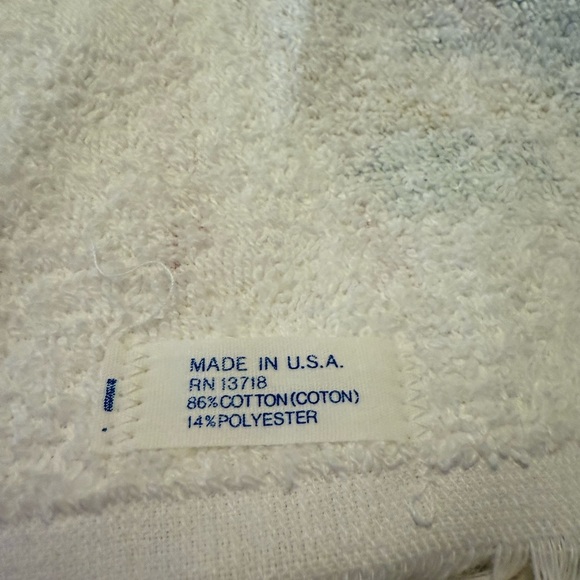 MADE IN U.S.A.
RN 13718
86% COTTON (COTON)
14% POLYESTER